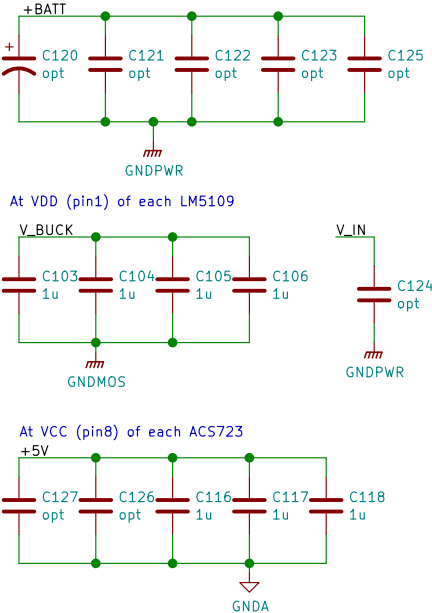 +BATT
+
C120 C121 C122 C123 C125
opt opt opt opt opt
GNDPWR
At VDD (pin1) of each LM5109
V_BUCK V_IN
C103 C104 C105 C106
1u 1u 1u 1u
C124
opt
GNDPWR
GNDMOS
At VCC (pin8) of each ACS723
+5V
C127 C126 C116 C117 C118
opt opt 1u 1u 1u
GNDA